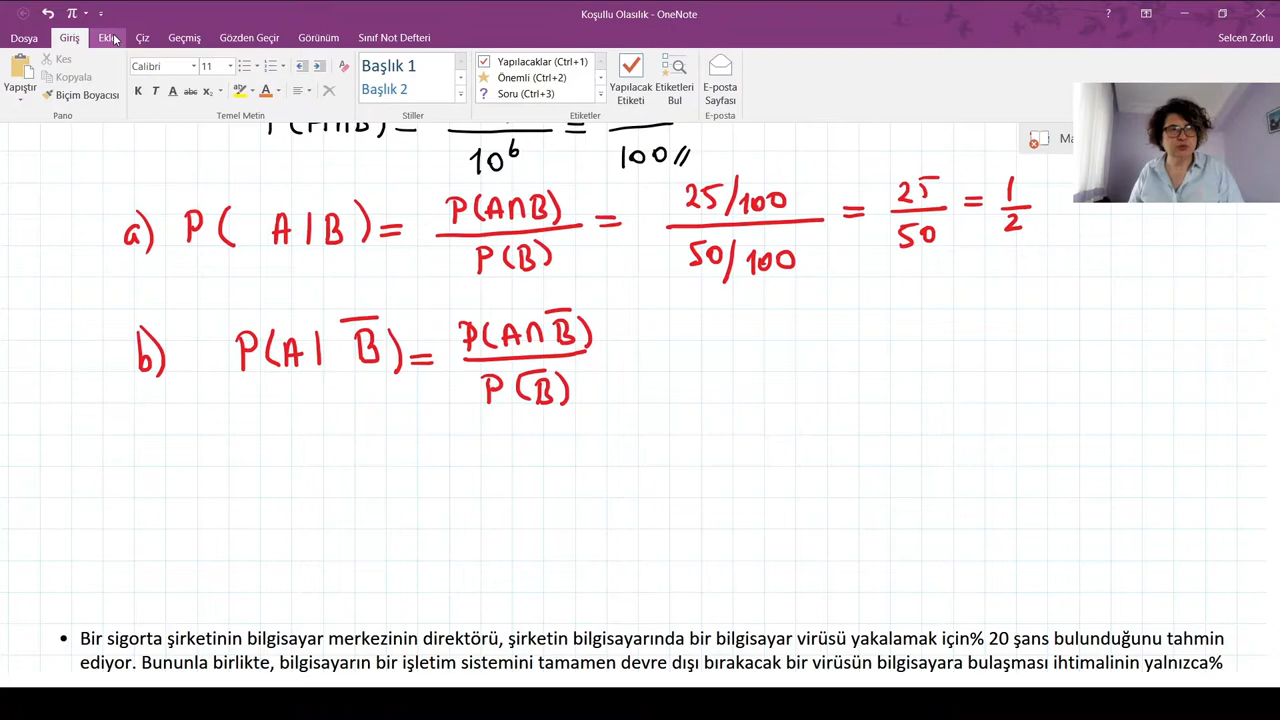 Koşullu Olasılık - OneNote
Dosya Giriş Ekle Çiz Geçmiş Gözden Geçir Görünüm Sınıf Not Defteri Selcen Zorlu
Yapıştır Kes Kopyala Biçim Boyacısı
Calibri 11
K T A abc x₂ A
Başlık 1
Başlık 2
Yapılacaklar (Ctrl+1)
Önemli (Ctrl+2)
Soru (Ctrl+3)
Yapılacak Etiketi
Etiketleri Bul
E-posta Sayfası
Pano Temel Metin Stiller Etiketler E-posta
P(A∩B) = /10⁶ = /100 //
a) P( A|B) = P(A∩B)/P(B) = (25/100)/(50/100) = 25/50 = 1/2
b) P(A| B̅) = P(A∩B̅)/P(B̅)
• Bir sigorta şirketinin bilgisayar merkezinin direktörü, şirketin bilgisayarında bir bilgisayar virüsü yakalamak için% 20 şans bulunduğunu tahmin
ediyor. Bununla birlikte, bilgisayarın bir işletim sistemini tamamen devre dışı bırakacak bir virüsün bilgisayara bulaşması ihtimalinin yalnızca%